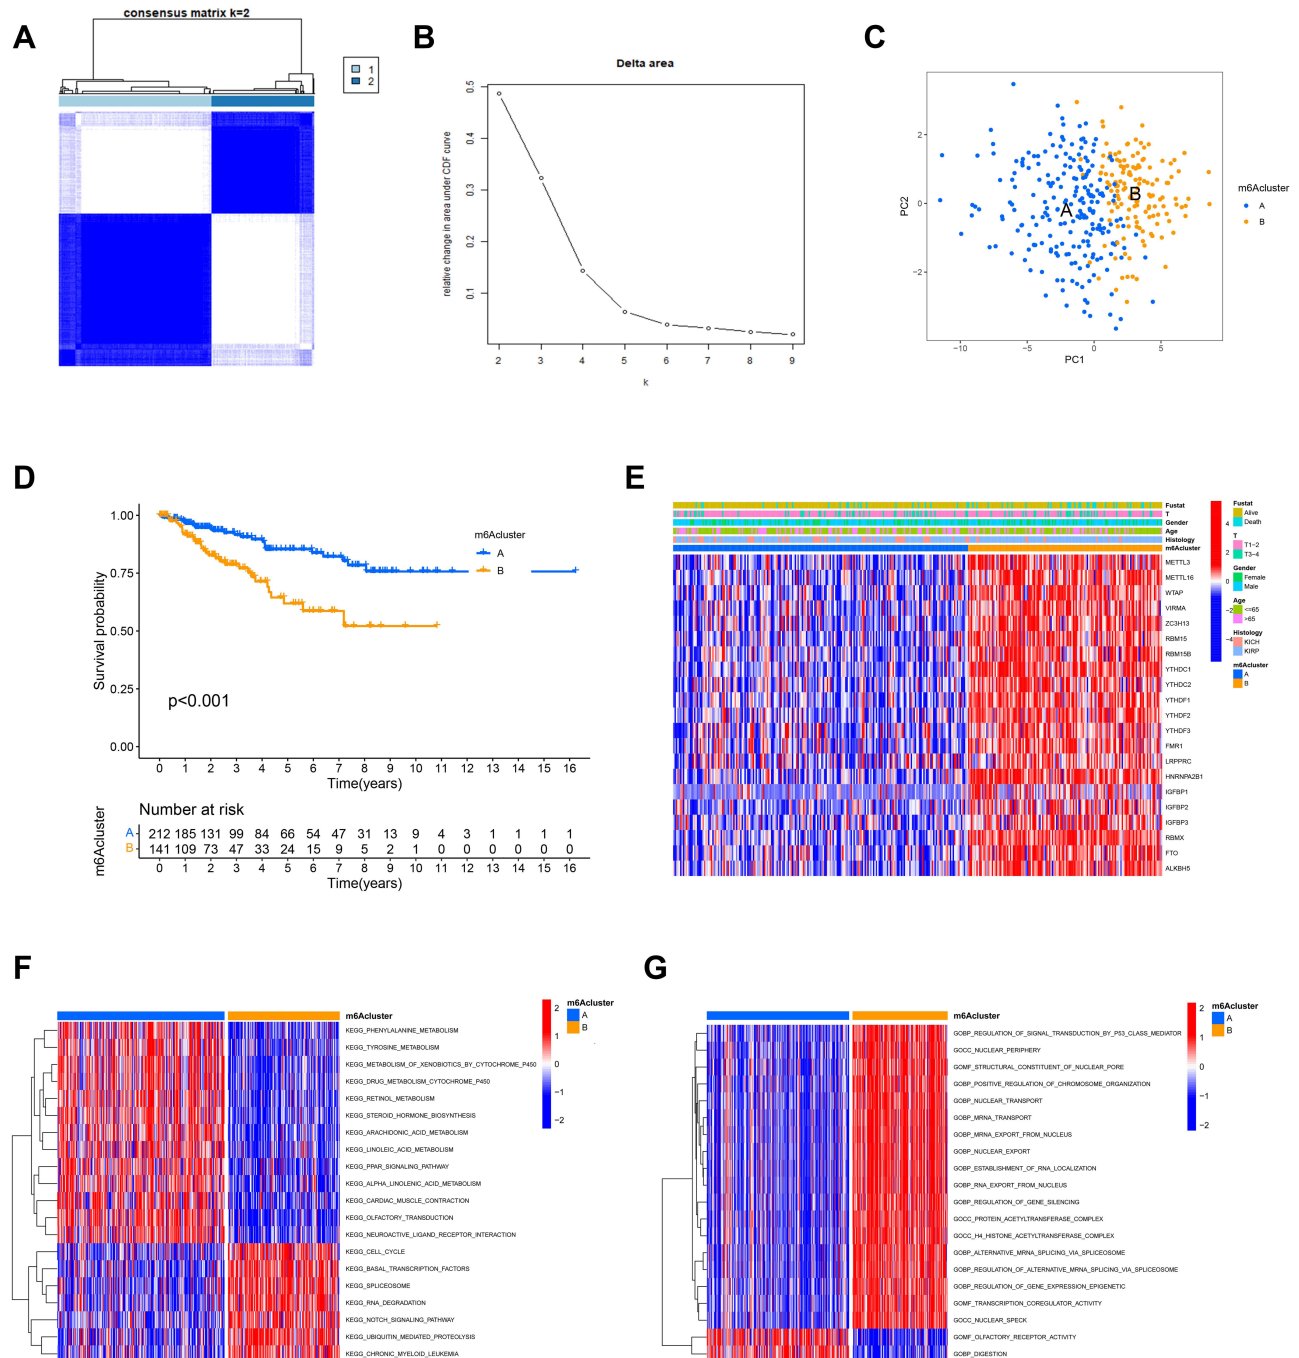 A
consensus matrix k=2
1
2
B
Delta area
relative change in area under CDF curve
0.5
0.4
0.3
0.2
0.1
2 3 4 5 6 7 8 9
k
C
PC2
2
0
−2
−10 −5 0 5
PC1
A
B
m6Acluster
A
B
D
Survival probability
1.00
0.75
0.50
0.25
0.00
p<0.001
m6Acluster
A
B
0 1 2 3 4 5 6 7 8 9 10 11 12 13 14 15 16
Time(years)
Number at risk
m6Acluster
A 212 185 131 99 84 66 54 47 31 13 9 4 3 1 1 1 1
B 141 109 73 47 33 24 15 9 5 2 1 0 0 0 0 0 0
0 1 2 3 4 5 6 7 8 9 10 11 12 13 14 15 16
Time(years)
E
Fustat
T
Gender
Age
Histology
m6Acluster
METTL3
METTL16
WTAP
VIRMA
ZC3H13
RBM15
RBM15B
YTHDC1
YTHDC2
YTHDF1
YTHDF2
YTHDF3
FMR1
LRPPRC
HNRNPA2B1
IGFBP1
IGFBP2
IGFBP3
RBMX
FTO
ALKBH5
4
2
0
−2
−4
Fustat
Alive
Death
T
T1−2
T3−4
Gender
Female
Male
Age
<=65
>65
Histology
KICH
KIRP
m6Acluster
A
B
F
m6Acluster
KEGG_PHENYLALANINE_METABOLISM
KEGG_TYROSINE_METABOLISM
KEGG_METABOLISM_OF_XENOBIOTICS_BY_CYTOCHROME_P450
KEGG_DRUG_METABOLISM_CYTOCHROME_P450
KEGG_RETINOL_METABOLISM
KEGG_STEROID_HORMONE_BIOSYNTHESIS
KEGG_ARACHIDONIC_ACID_METABOLISM
KEGG_LINOLEIC_ACID_METABOLISM
KEGG_PPAR_SIGNALING_PATHWAY
KEGG_ALPHA_LINOLENIC_ACID_METABOLISM
KEGG_CARDIAC_MUSCLE_CONTRACTION
KEGG_OLFACTORY_TRANSDUCTION
KEGG_NEUROACTIVE_LIGAND_RECEPTOR_INTERACTION
KEGG_CELL_CYCLE
KEGG_BASAL_TRANSCRIPTION_FACTORS
KEGG_SPLICEOSOME
KEGG_RNA_DEGRADATION
KEGG_NOTCH_SIGNALING_PATHWAY
KEGG_UBIQUITIN_MEDIATED_PROTEOLYSIS
KEGG_CHRONIC_MYELOID_LEUKEMIA
2
1
0
−1
−2
m6Acluster
A
B
G
m6Acluster
GOBP_REGULATION_OF_SIGNAL_TRANSDUCTION_BY_P53_CLASS_MEDIATOR
GOCC_NUCLEAR_PERIPHERY
GOMF_STRUCTURAL_CONSTITUENT_OF_NUCLEAR_PORE
GOBP_POSITIVE_REGULATION_OF_CHROMOSOME_ORGANIZATION
GOBP_NUCLEAR_TRANSPORT
GOBP_MRNA_TRANSPORT
GOBP_MRNA_EXPORT_FROM_NUCLEUS
GOBP_NUCLEAR_EXPORT
GOBP_ESTABLISHMENT_OF_RNA_LOCALIZATION
GOBP_RNA_EXPORT_FROM_NUCLEUS
GOBP_REGULATION_OF_GENE_SILENCING
GOCC_PROTEIN_ACETYLTRANSFERASE_COMPLEX
GOCC_H4_HISTONE_ACETYLTRANSFERASE_COMPLEX
GOBP_ALTERNATIVE_MRNA_SPLICING_VIA_SPLICEOSOME
GOBP_REGULATION_OF_ALTERNATIVE_MRNA_SPLICING_VIA_SPLICEOSOME
GOBP_REGULATION_OF_GENE_EXPRESSION_EPIGENETIC
GOMF_TRANSCRIPTION_COREGULATOR_ACTIVITY
GOCC_NUCLEAR_SPECK
GOMF_OLFACTORY_RECEPTOR_ACTIVITY
GOBP_DIGESTION
2
1
0
−1
−2
m6Acluster
A
B